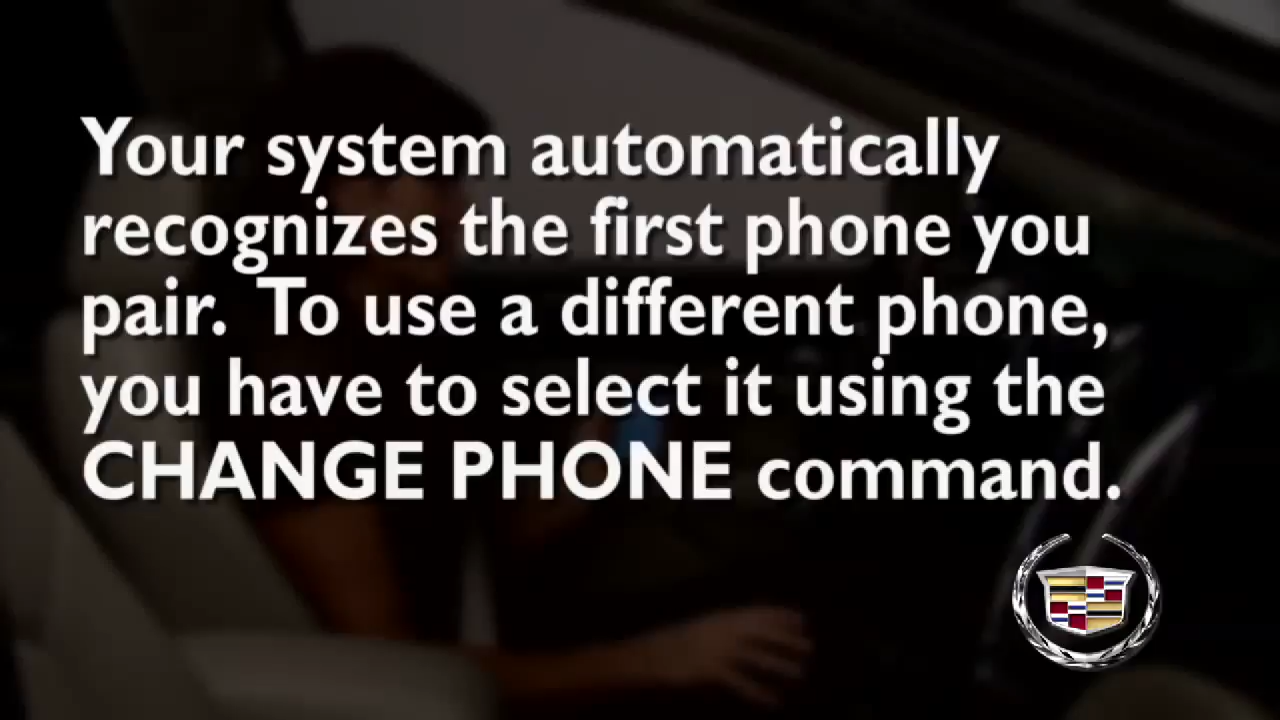 Your system automatically
recognizes the first phone you
pair. To use a different phone,
you have to select it using the
CHANGE PHONE command.